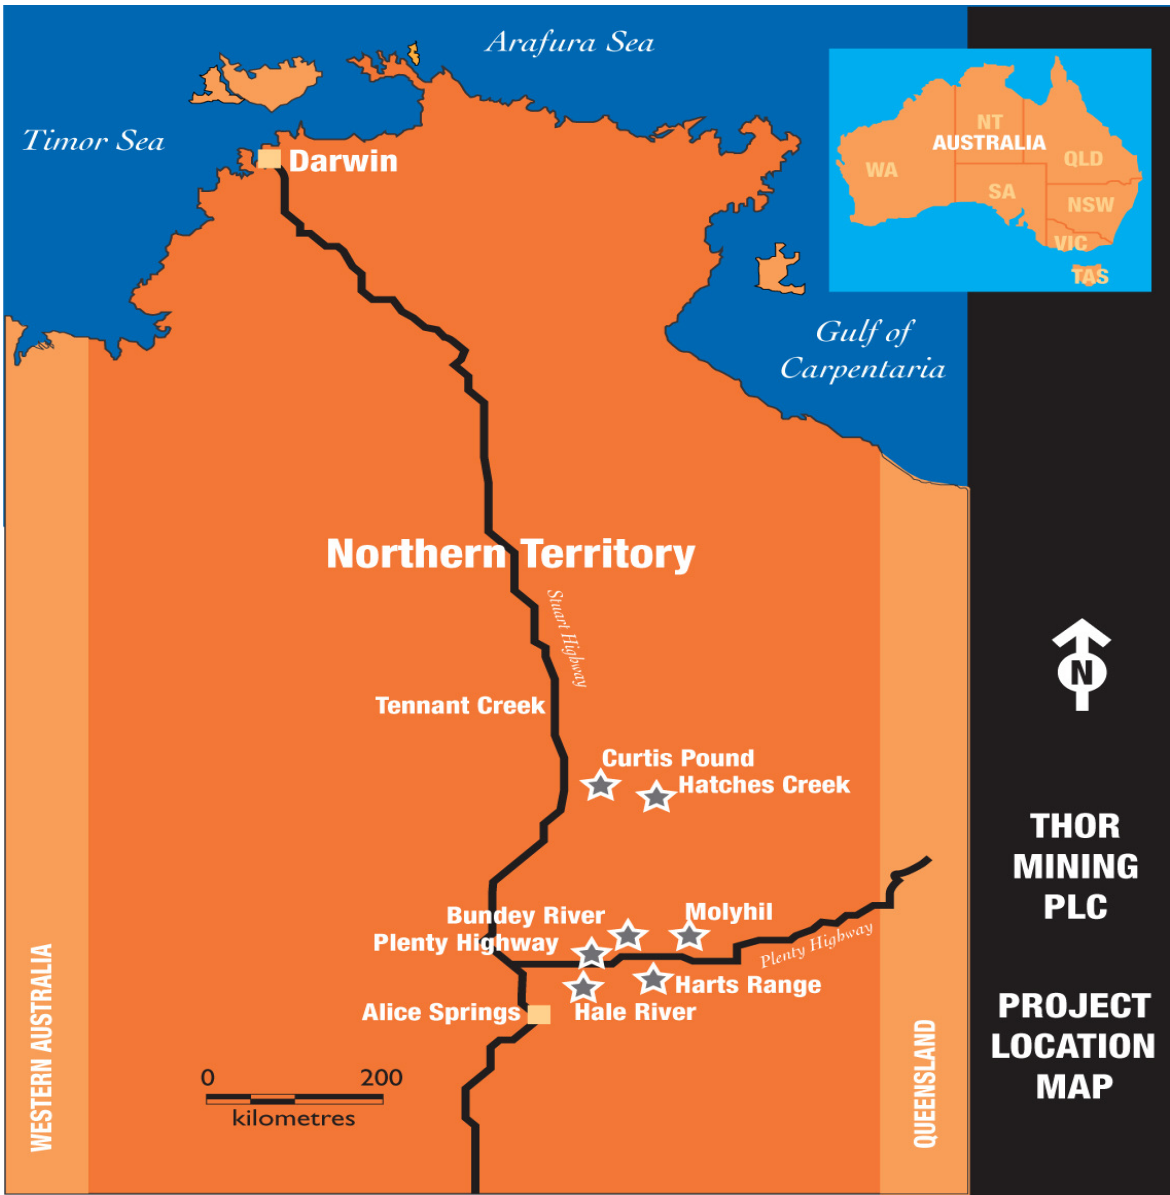 Arafura Sea
Timor Sea
Darwin
NT
AUSTRALIA
WA
QLD
SA
NSW
VIC
TAS
Gulf of
Carpentaria
Northern Territory
Stuart Highway
Tennant Creek
Curtis Pound
Hatches Creek
N
THOR
MINING
PLC
Bundey River
Molyhil
Plenty Highway
Plenty Highway
Harts Range
Alice Springs
Hale River
PROJECT
LOCATION
MAP
WESTERN AUSTRALIA
QUEENSLAND
0 200
kilometres